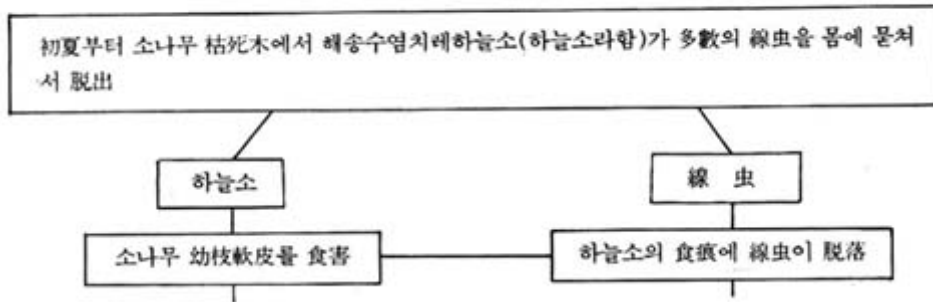 初夏부터 소나무 枯死木에서 해송수염치레하늘소(하늘소라함)가 多數의 線虫을 몸에 묻쳐
서 脱出
하늘소
線 虫
소나무 幼枝軟皮를 食害
하늘소의 食痕에 線虫이 脱落